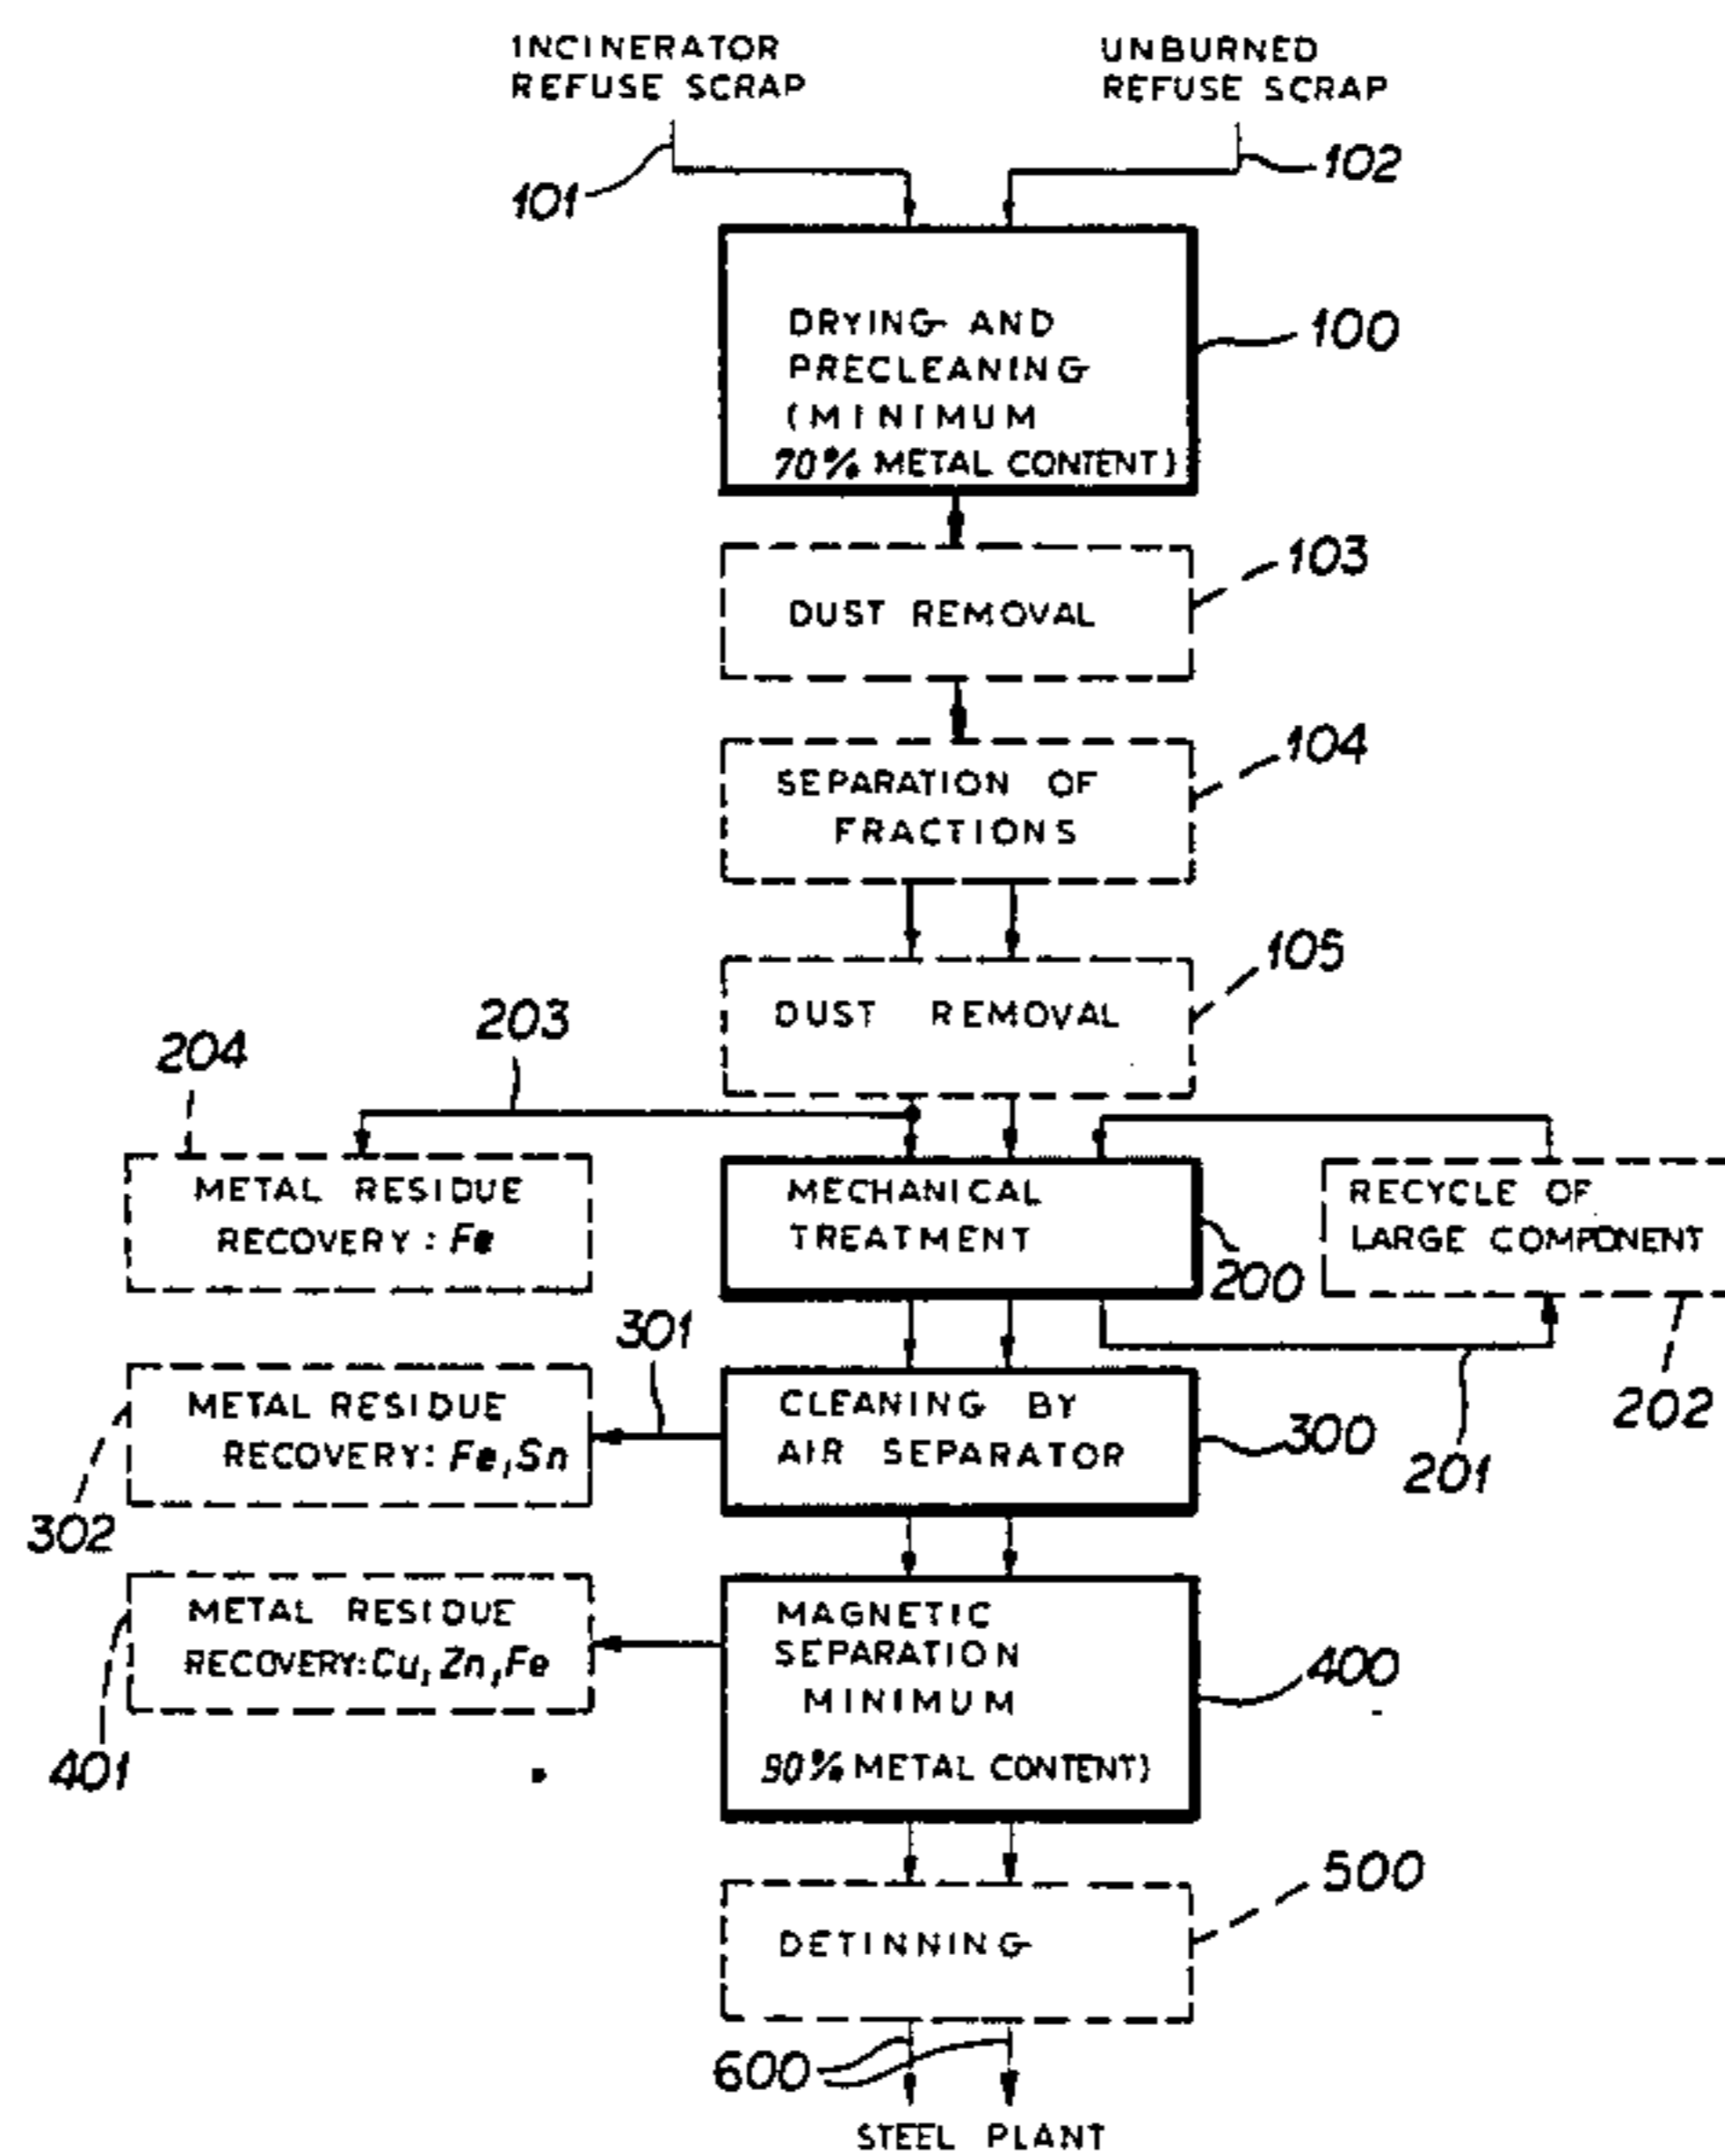 INCINERATOR
REFUSE SCRAP
UNBURNED
REFUSE SCRAP
101
102
DRYING AND
PRECLEANING
(MINIMUM
70% METAL CONTENT)
100
DUST REMOVAL
103
SEPARATION OF
FRACTIONS
104
DUST REMOVAL
105
203
204
METAL RESIDUE
RECOVERY: Fe
MECHANICAL
TREATMENT
200
RECYCLE OF
LARGE COMPONENT
202
201
301
METAL RESIDUE
RECOVERY: Fe, Sn
302
CLEANING BY
AIR SEPARATOR
300
METAL RESIDUE
RECOVERY: Cu, Zn, Fe
401
MAGNETIC
SEPARATION
MINIMUM
90% METAL CONTENT)
400
DETINNING
500
600
STEEL PLANT